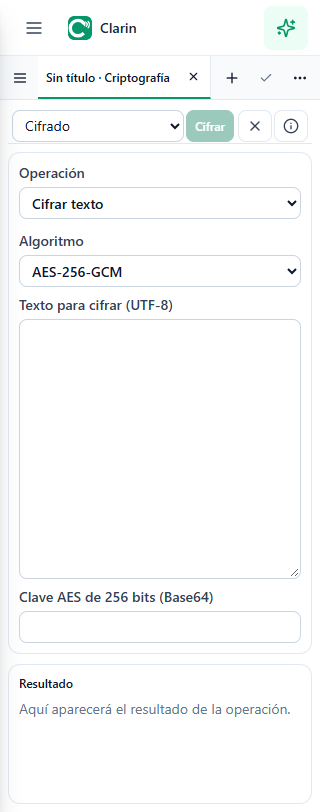 Clarin
Sin título · Criptografía
Cifrado
Cifrar
Operación
Cifrar texto
Algoritmo
AES-256-GCM
Texto para cifrar (UTF-8)
Clave AES de 256 bits (Base64)
Resultado
Aquí aparecerá el resultado de la operación.